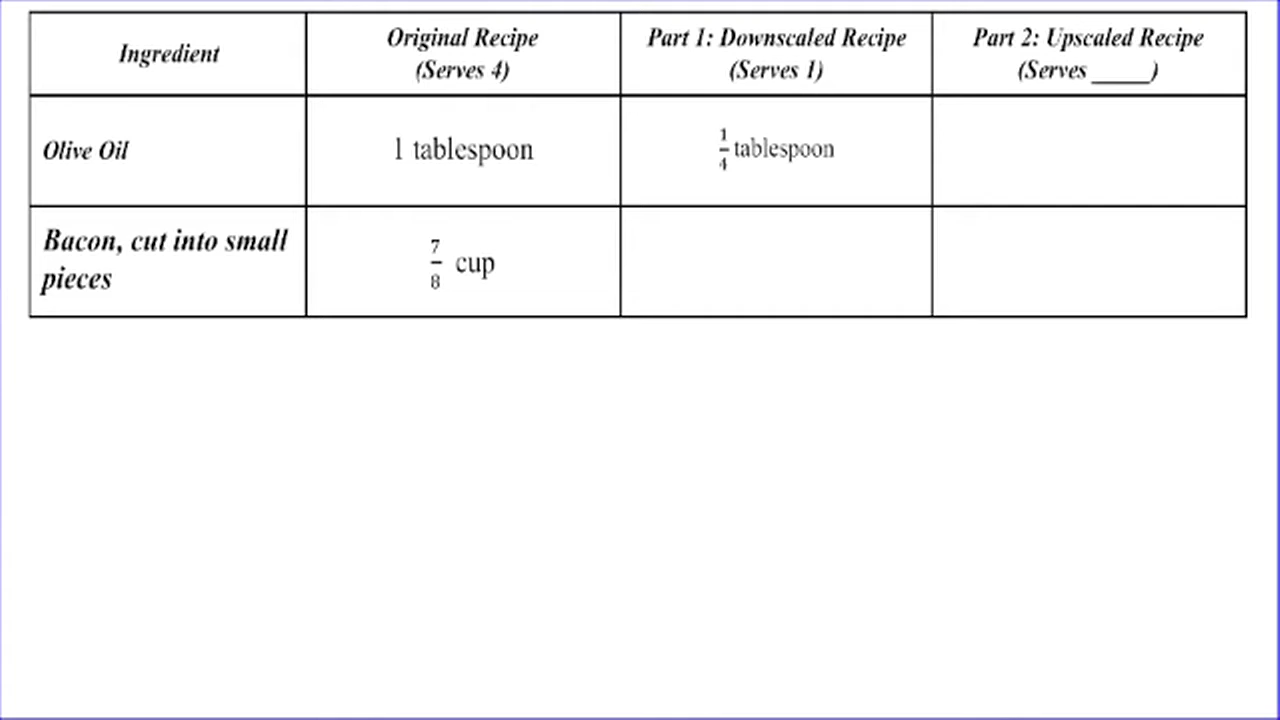 Ingredient
Original Recipe
(Serves 4)
Part 1: Downscaled Recipe
(Serves 1)
Part 2: Upscaled Recipe
(Serves _____)
Olive Oil
1 tablespoon
1/4 tablespoon
Bacon, cut into small
pieces
7/8 cup